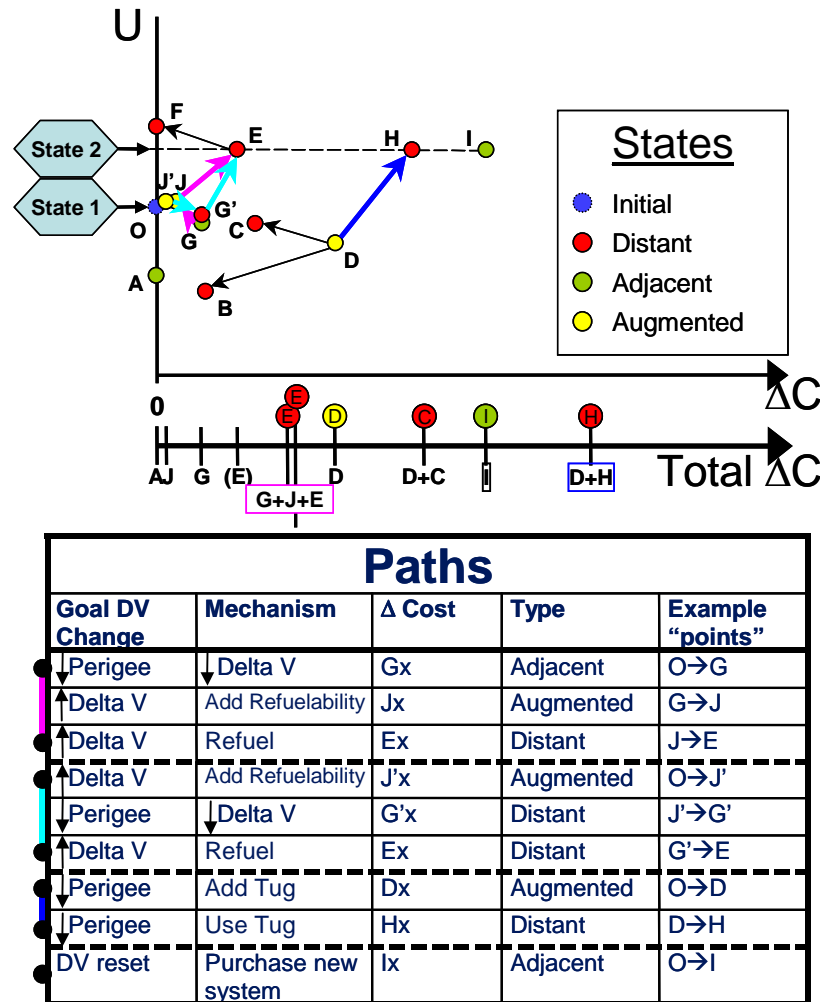 U
F
State 2
E
H
I
J'J
State 1
G'
O
G
C
D
A
B
States
Initial
Distant
Adjacent
Augmented
0
ΔC
E
E
D
C
I
H
A J G (E) D D+C I D+H
Total ΔC
G+J+E
Paths
Goal DV Change | Mechanism | Δ Cost | Type | Example "points"
↓Perigee | ↓Delta V | Gx | Adjacent | O→G
↑Delta V | Add Refuelability | Jx | Augmented | G→J
↑Delta V | Refuel | Ex | Distant | J→E
↑Delta V | Add Refuelability | J'x | Augmented | O→J'
↓Perigee | ↓Delta V | G'x | Distant | J'→G'
↑Delta V | Refuel | Ex | Distant | G'→E
↓Perigee | Add Tug | Dx | Augmented | O→D
↓Perigee | Use Tug | Hx | Distant | D→H
DV reset | Purchase new system | Ix | Adjacent | O→I